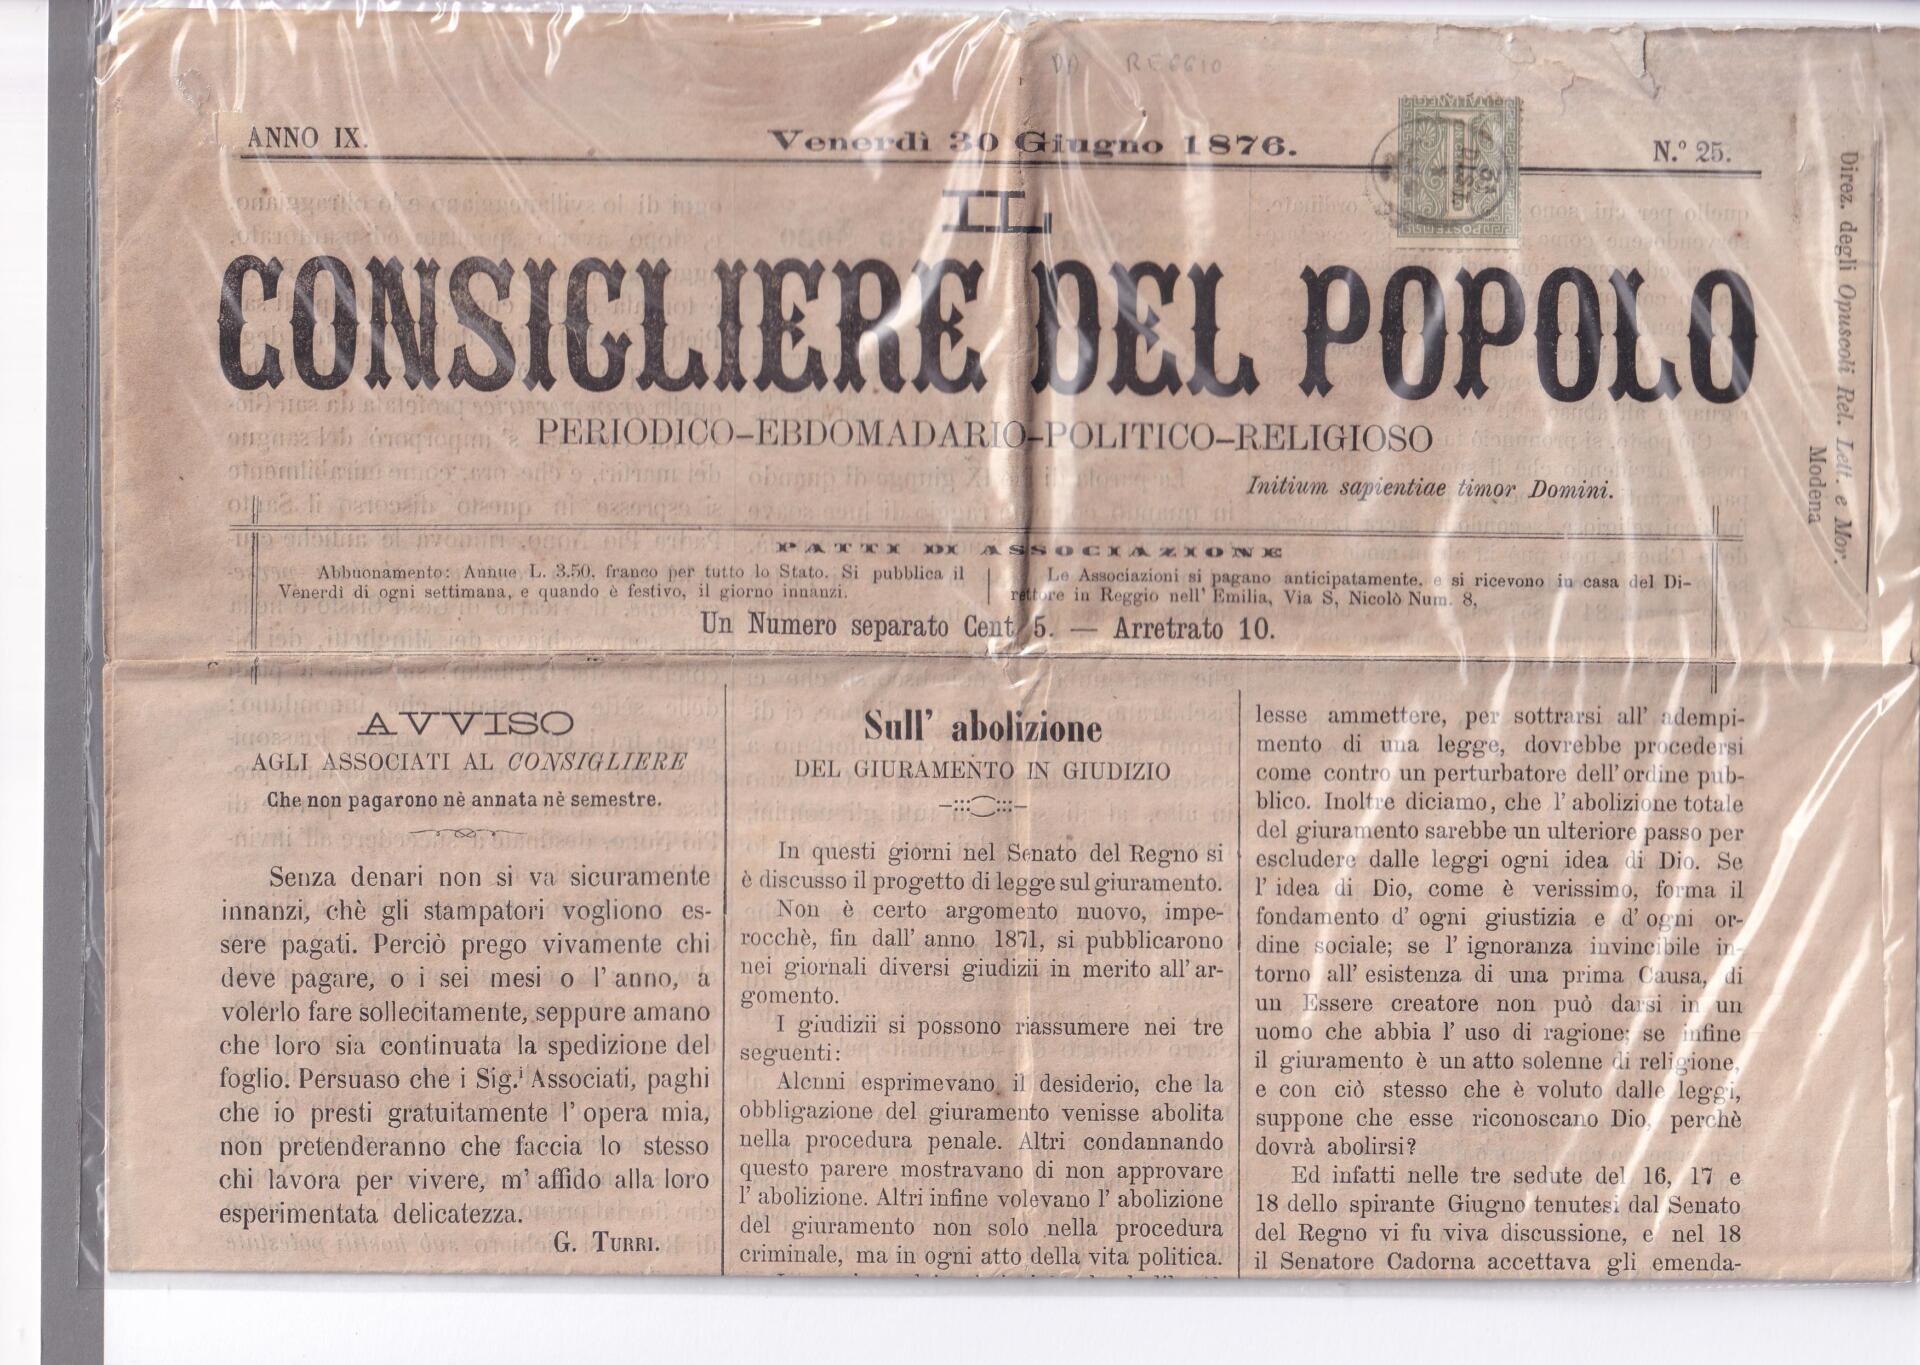 DA REGGIO
ANNO IX.
Venerdì 30 Giugno 1876.
N.º 25.
IL
CONSIGLIERE DEL POPOLO
PERIODICO-EBDOMADARIO-POLITICO-RELIGIOSO
Initium sapientiae timor Domini.
Direz. degli Opuscoli Rel. Lett. e Mor.
Modena
PATTI DI ASSOCIAZIONE
Abbuonamento: Annue L. 3.50, franco per tutto lo Stato. Si pubblica il
Venerdì di ogni settimana, e quando è festivo, il giorno innanzi.
Le Associazioni si pagano anticipatamente, e si ricevono in casa del Di-
rettore in Reggio nell' Emilia, Via S, Nicolò Num. 8,
Un Numero separato Cent. 5. — Arretrato 10.
AVVISO
AGLI ASSOCIATI AL CONSIGLIERE
Che non pagarono nè annata nè semestre.
Senza denari non si va sicuramente
innanzi, chè gli stampatori vogliono es-
sere pagati. Perciò prego vivamente chi
deve pagare, o i sei mesi o l' anno, a
volerlo fare sollecitamente, seppure amano
che loro sia continuata la spedizione del
foglio. Persuaso che i Sig.i Associati, paghi
che io presti gratuitamente l' opera mia,
non pretenderanno che faccia lo stesso
chi lavora per vivere, m' affido alla loro
esperimentata delicatezza.
G. TURRI.
Sull' abolizione
DEL GIURAMENTO IN GIUDIZIO
In questi giorni nel Senato del Regno si
è discusso il progetto di legge sul giuramento.
Non è certo argomento nuovo, impe-
rocchè, fin dall' anno 1871, si pubblicarono
nei giornali diversi giudizii in merito all' ar-
gomento.
I giudizii si possono riassumere nei tre
seguenti:
Alcuni esprimevano il desiderio, che la
obbligazione del giuramento venisse abolita
nella procedura penale. Altri condannando
questo parere mostravano di non approvare
l' abolizione. Altri infine volevano l' abolizione
del giuramento non solo nella procedura
criminale, ma in ogni atto della vita politica.
lesse ammettere, per sottrarsi all' adempi-
mento di una legge, dovrebbe procedersi
come contro un perturbatore dell' ordine pub-
blico. Inoltre diciamo, che l' abolizione totale
del giuramento sarebbe un ulteriore passo per
escludere dalle leggi ogni idea di Dio. Se
l' idea di Dio, come è verissimo, forma il
fondamento d' ogni giustizia e d' ogni or-
dine sociale; se l' ignoranza invincibile in-
torno all' esistenza di una prima Causa, di
un Essere creatore non può darsi in un
uomo che abbia l' uso di ragione; se infine
il giuramento è un atto solenne di religione,
e con ciò stesso che è voluto dalle leggi,
suppone che esse riconoscano Dio, perchè
dovrà abolirsi?
Ed infatti nelle tre sedute del 16, 17 e
18 dello spirante Giugno tenutesi dal Senato
del Regno vi fu viva discussione, e nel 18
il Senatore Cadorna accettava gli emenda-